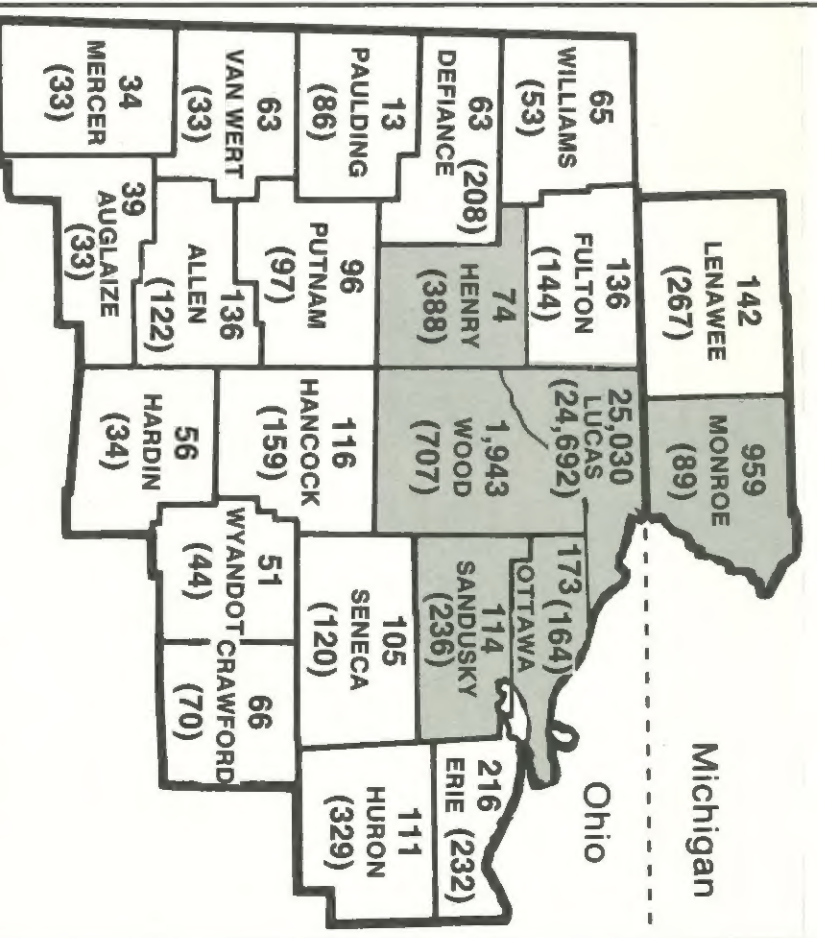 Michigan
Ohio
142
LENAWEE
(267)
959
MONROE
(89)
65
WILLIAMS
(53)
136
FULTON
(144)
25,030
LUCAS
(24,692)
63 (208)
DEFIANCE
74
HENRY
(388)
1,943
WOOD
(707)
173 (164)
OTTAWA
114
SANDUSKY
(236)
216
ERIE (232)
13
PAULDING
(86)
96
PUTNAM
(97)
116
HANCOCK
(159)
105
SENECA
(120)
111
HURON
(329)
63
VAN WERT
(33)
136
ALLEN
(122)
56
HARDIN
(34)
51
WYANDOT
(44)
66
CRAWFORD
(70)
34
MERCER
(33)
39
AUGLAIZE
(33)